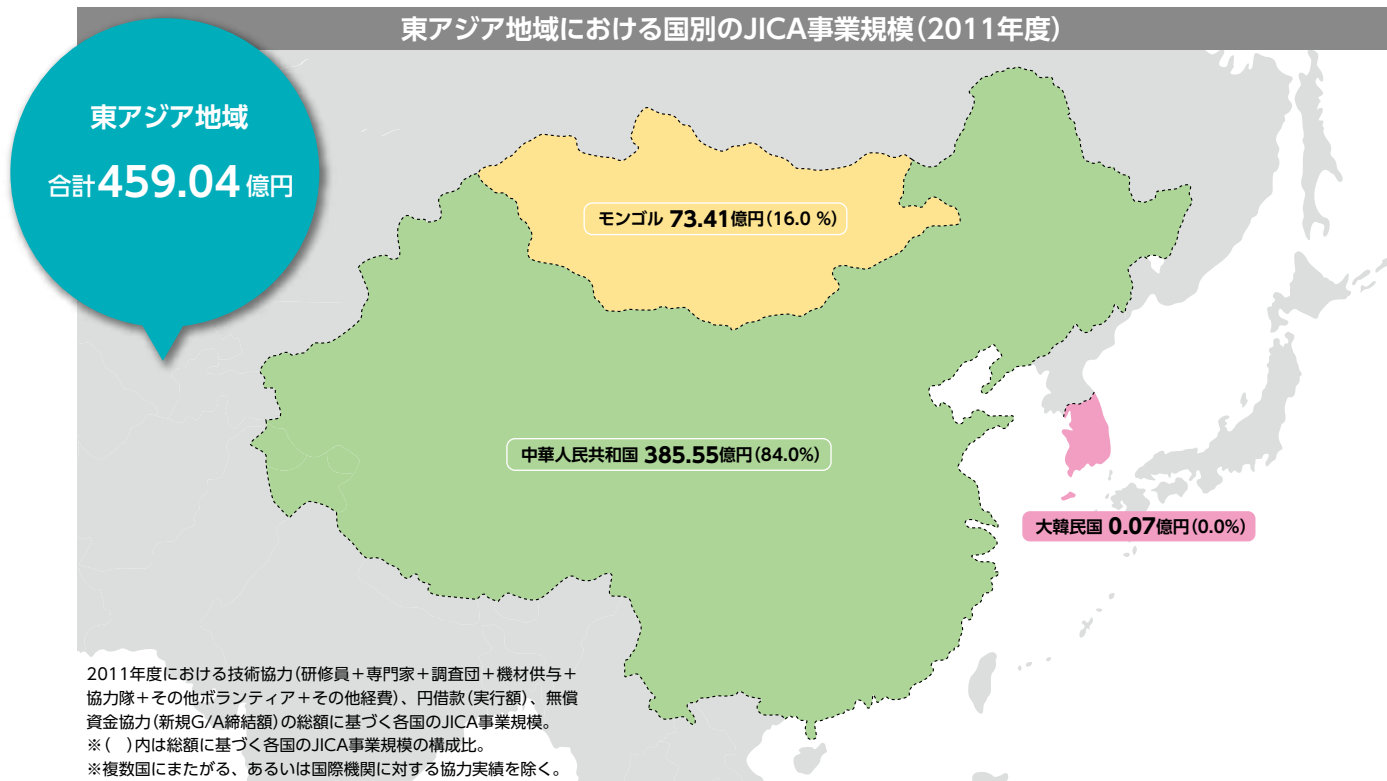 東アジア地域における国別のJICA事業規模(2011年度)
東アジア地域
合計459.04億円
モンゴル 73.41億円(16.0 %)
中華人民共和国 385.55億円(84.0%)
大韓民国 0.07億円(0.0%)
2011年度における技術協力(研修員+専門家+調査団+機材供与+
協力隊+その他ボランティア+その他経費)、円借款(実行額)、無償
資金協力(新規G/A締結額)の総額に基づく各国のJICA事業規模。
※(　)内は総額に基づく各国のJICA事業規模の構成比。
※複数国にまたがる、あるいは国際機関に対する協力実績を除く。